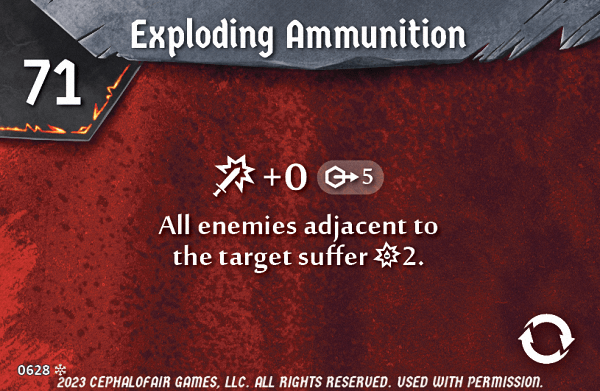 Exploding Ammunition
71
+0 5
All enemies adjacent to
the target suffer 2.
0628
2023 CEPHALOFAIR GAMES, LLC. ALL RIGHTS RESERVED. USED WITH PERMISSION.